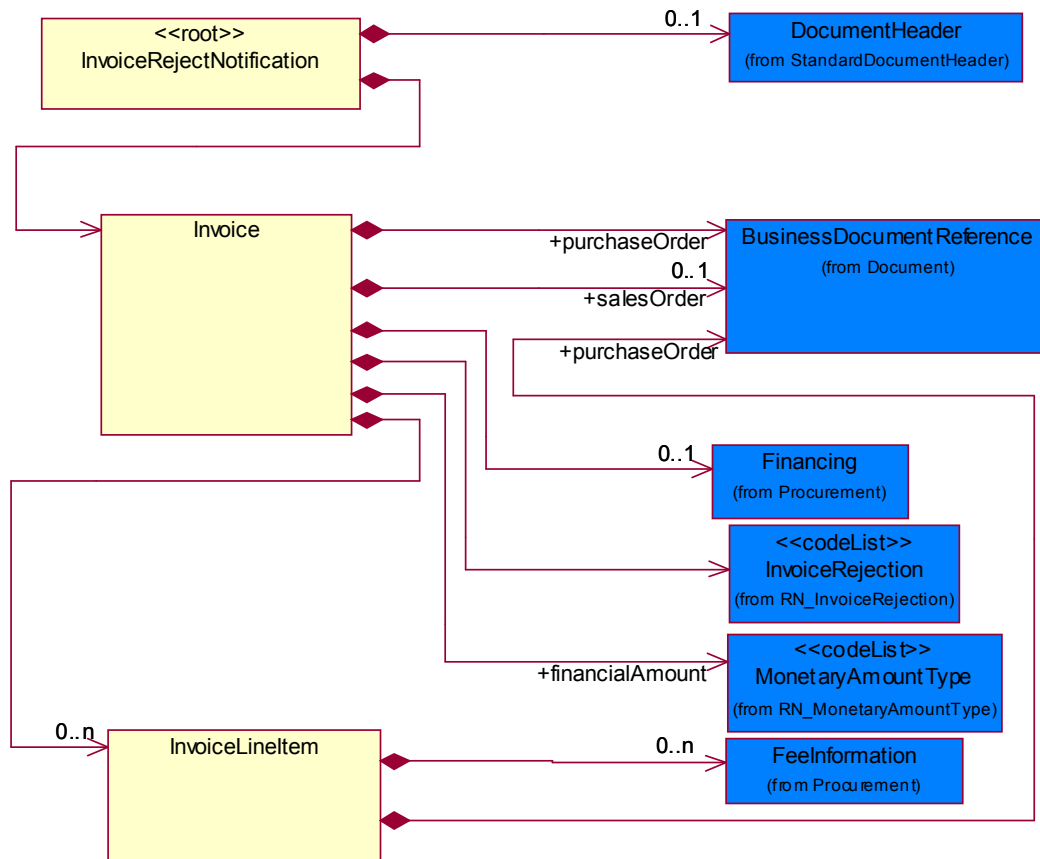 <<root>>
InvoiceRejectNotification
0..1
DocumentHeader
(from StandardDocumentHeader)
Invoice
+purchaseOrder
BusinessDocumentReference
(from Document)
0..1
+salesOrder
+purchaseOrder
0..1
Financing
(from Procurement)
<<codeList>>
InvoiceRejection
(from RN_InvoiceRejection)
+financialAmount
<<codeList>>
MonetaryAmountType
(from RN_MonetaryAmountType)
0..n
InvoiceLineItem
0..n
FeeInformation
(from Procurement)